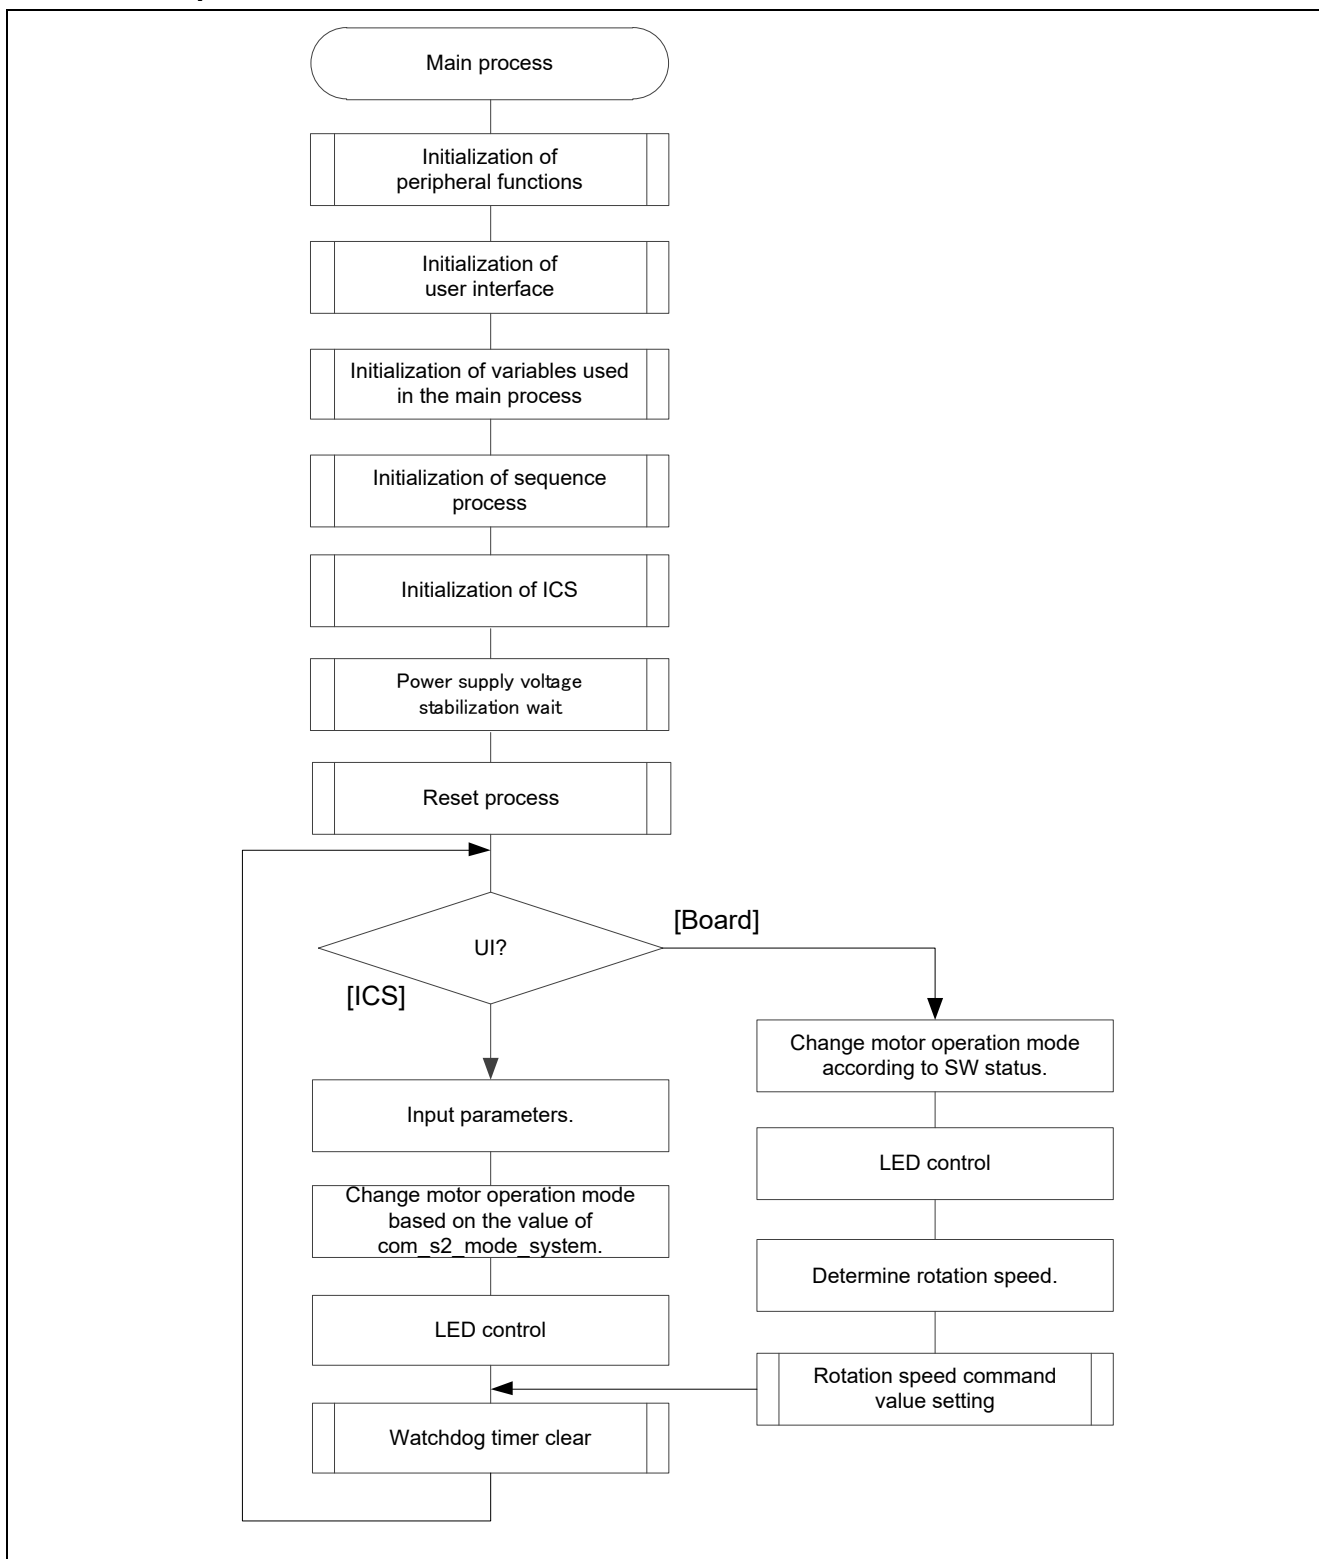 Main process
Initialization of
peripheral functions
Initialization of
user interface
Initialization of variables used
in the main process
Initialization of sequence
process
Initialization of ICS
Power supply voltage
stabilization wait
Reset process
UI?
[Board]
[ICS]
Input parameters.
Change motor operation mode
based on the value of
com_s2_mode_system.
LED control
Change motor operation mode
according to SW status.
LED control
Determine rotation speed.
Rotation speed command
value setting
Watchdog timer clear